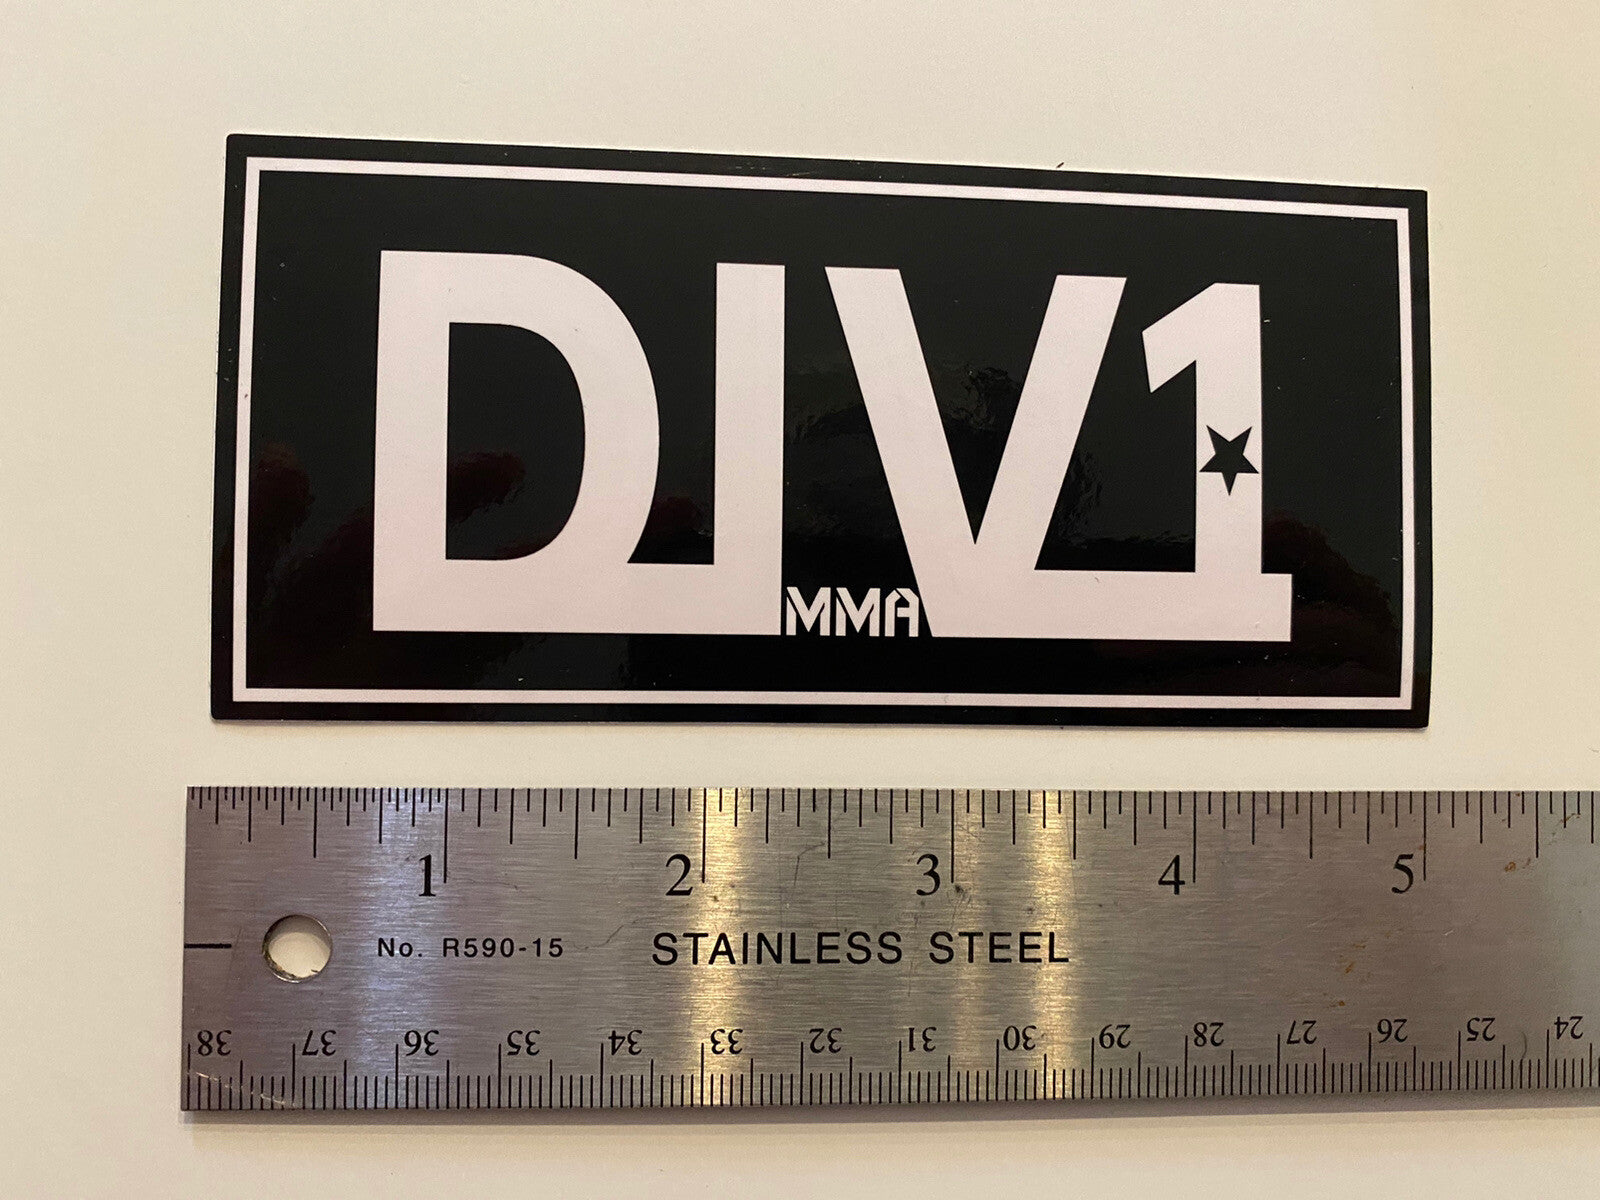 DIV1
MMA
1 2 3 4 5
No. R590-15 STAINLESS STEEL
38 37 36 35 34 33 32 31 30 29 28 27 26 25 24